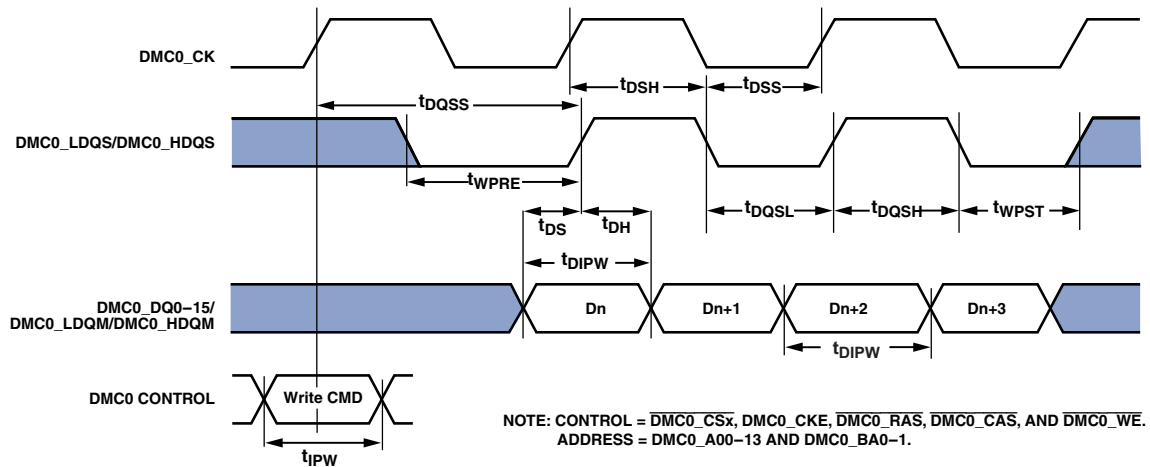 DMC0_CK
tDSH
tDSS
tDQSS
DMC0_LDQS/DMC0_HDQS
tWPRE
tDS
tDH
tDQSL
tDQSH
tWPST
tDIPW
DMC0_DQ0–15/
DMC0_LDQM/DMC0_HDQM
Dn
Dn+1
Dn+2
Dn+3
tDIPW
DMC0 CONTROL
Write CMD
tIPW
NOTE: CONTROL = DMC0_CSx, DMC0_CKE, DMC0_RAS, DMC0_CAS, AND DMC0_WE.
ADDRESS = DMC0_A00–13 AND DMC0_BA0–1.